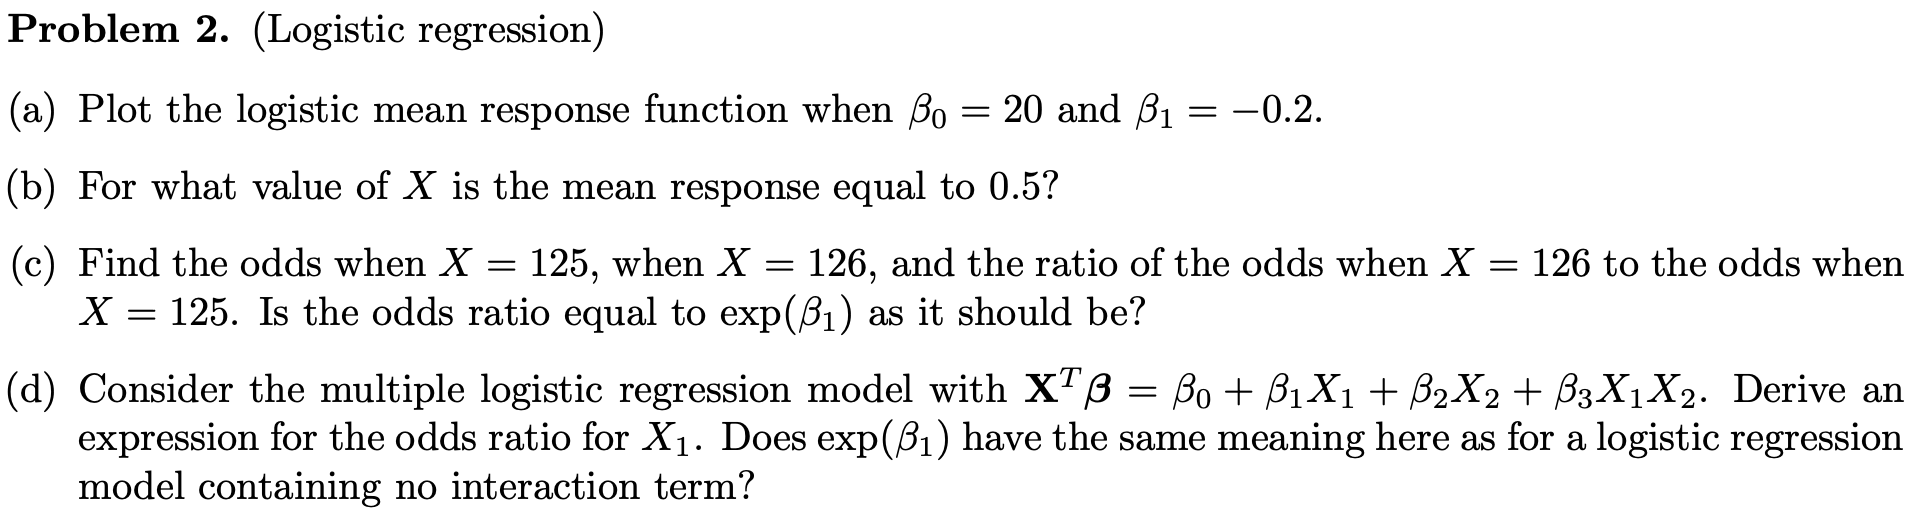 Problem 2. (Logistic regression)
(a) Plot the logistic mean response function when β₀ = 20 and β₁ = −0.2.
(b) For what value of X is the mean response equal to 0.5?
(c) Find the odds when X = 125, when X = 126, and the ratio of the odds when X = 126 to the odds when
X = 125. Is the odds ratio equal to exp(β₁) as it should be?
(d) Consider the multiple logistic regression model with Xᵀβ = β₀ + β₁X₁ + β₂X₂ + β₃X₁X₂. Derive an
expression for the odds ratio for X₁. Does exp(β₁) have the same meaning here as for a logistic regression
model containing no interaction term?